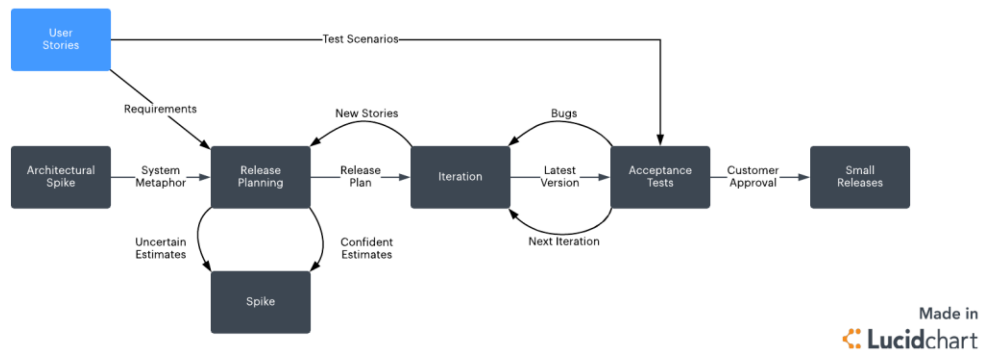 User
Stories
Test Scenarios
Requirements
New Stories
Bugs
Architectural
Spike
System
Metaphor
Release
Planning
Release
Plan
Iteration
Latest
Version
Acceptance
Tests
Customer
Approval
Small
Releases
Uncertain
Estimates
Confident
Estimates
Next Iteration
Spike
Made in
Lucidchart